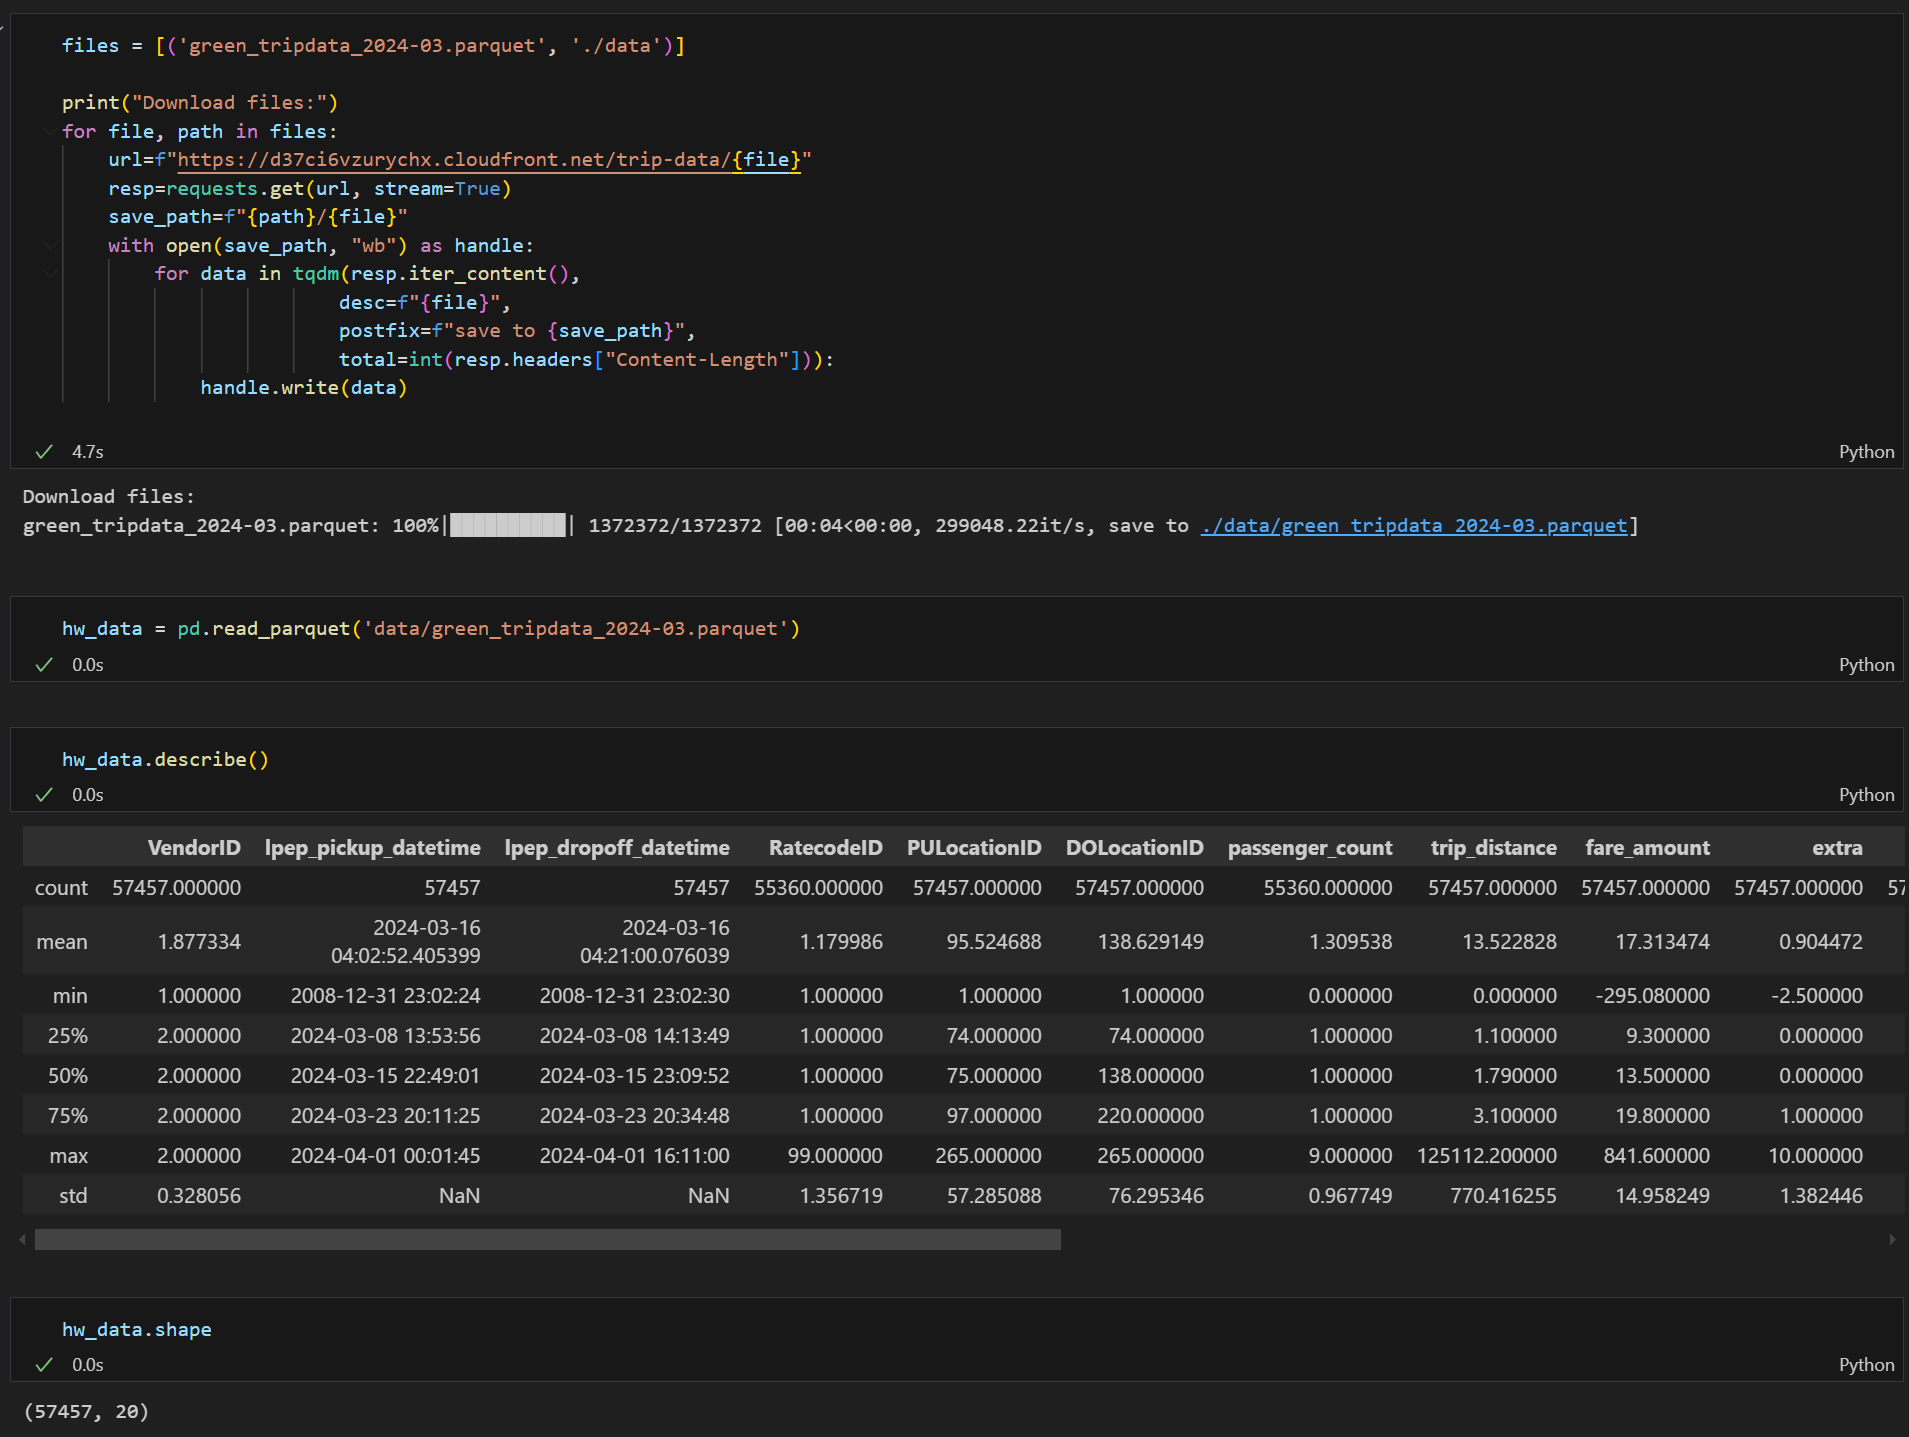 files = [('green_tripdata_2024-03.parquet', './data')]
print("Download files:")
for file, path in files:
    url=f"https://d37ci6vzurychx.cloudfront.net/trip-data/{file}"
    resp=requests.get(url, stream=True)
    save_path=f"{path}/{file}"
    with open(save_path, "wb") as handle:
        for data in tqdm(resp.iter_content(),
                        desc=f"{file}",
                        postfix=f"save to {save_path}",
                        total=int(resp.headers["Content-Length"])):
            handle.write(data)
4.7s Python
Download files:
green_tripdata_2024-03.parquet: 100%|██████████| 1372372/1372372 [00:04<00:00, 299048.22it/s, save to ./data/green_tripdata_2024-03.parquet]
hw_data = pd.read_parquet('data/green_tripdata_2024-03.parquet')
0.0s Python
hw_data.describe()
0.0s Python
VendorID lpep_pickup_datetime lpep_dropoff_datetime RatecodeID PULocationID DOLocationID passenger_count trip_distance fare_amount extra
count 57457.000000 57457 57457 55360.000000 57457.000000 57457.000000 55360.000000 57457.000000 57457.000000 57457.000000 57
mean 1.877334 2024-03-16 04:02:52.405399 2024-03-16 04:21:00.076039 1.179986 95.524688 138.629149 1.309538 13.522828 17.313474 0.904472
min 1.000000 2008-12-31 23:02:24 2008-12-31 23:02:30 1.000000 1.000000 1.000000 0.000000 0.000000 -295.080000 -2.500000
25% 2.000000 2024-03-08 13:53:56 2024-03-08 14:13:49 1.000000 74.000000 74.000000 1.000000 1.100000 9.300000 0.000000
50% 2.000000 2024-03-15 22:49:01 2024-03-15 23:09:52 1.000000 75.000000 138.000000 1.000000 1.790000 13.500000 0.000000
75% 2.000000 2024-03-23 20:11:25 2024-03-23 20:34:48 1.000000 97.000000 220.000000 1.000000 3.100000 19.800000 1.000000
max 2.000000 2024-04-01 00:01:45 2024-04-01 16:11:00 99.000000 265.000000 265.000000 9.000000 125112.200000 841.600000 10.000000
std 0.328056 NaN NaN 1.356719 57.285088 76.295346 0.967749 770.416255 14.958249 1.382446
hw_data.shape
0.0s Python
(57457, 20)